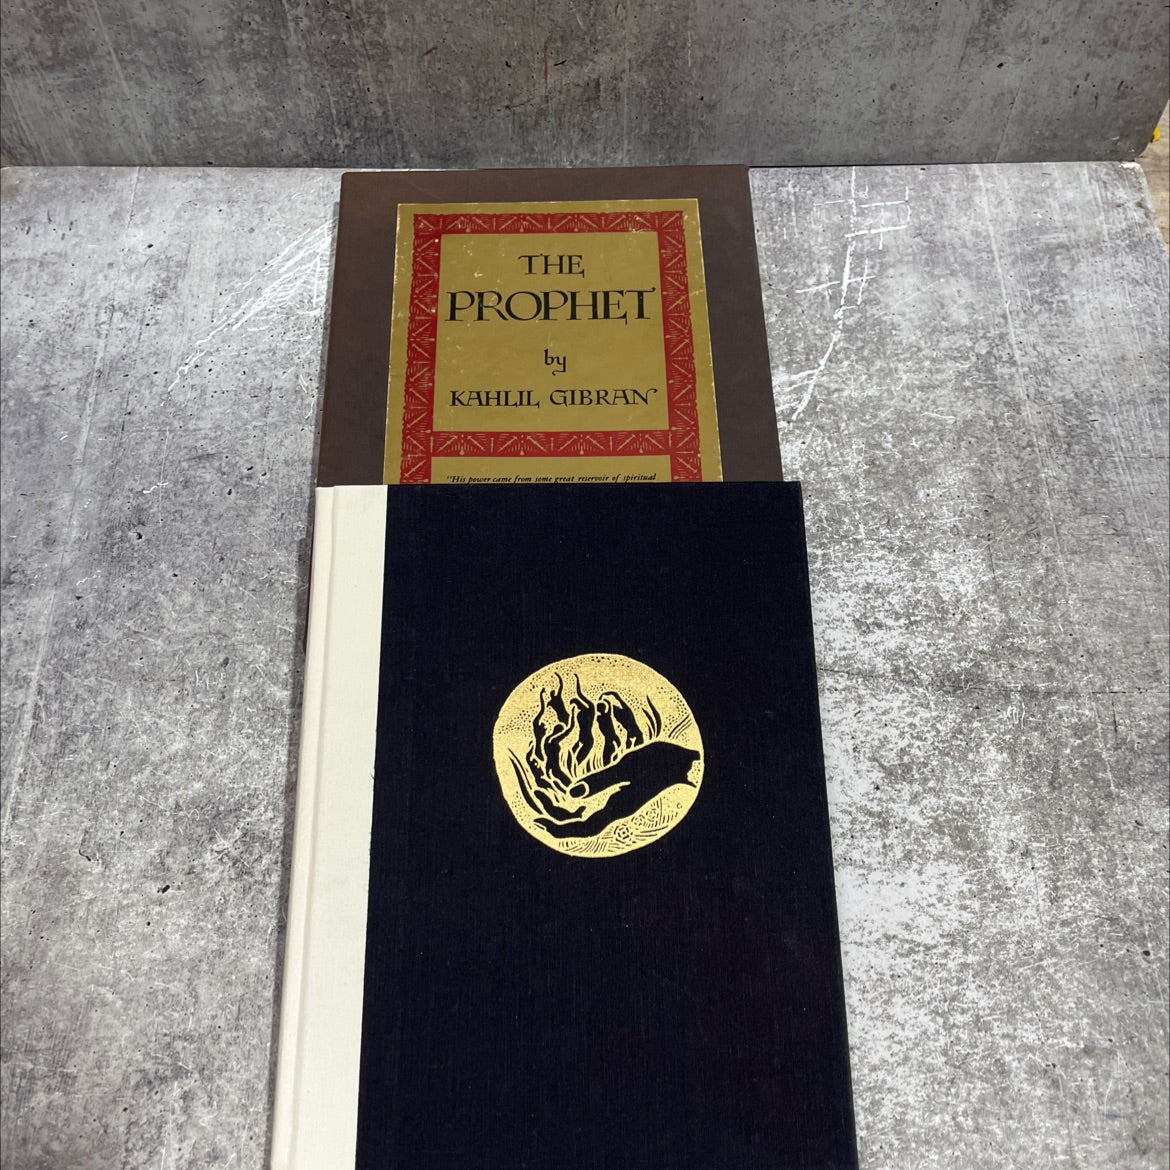 THE
PROPHET
by
KAHLIL GIBRAN
"His power came from some great reservoir of spiritual